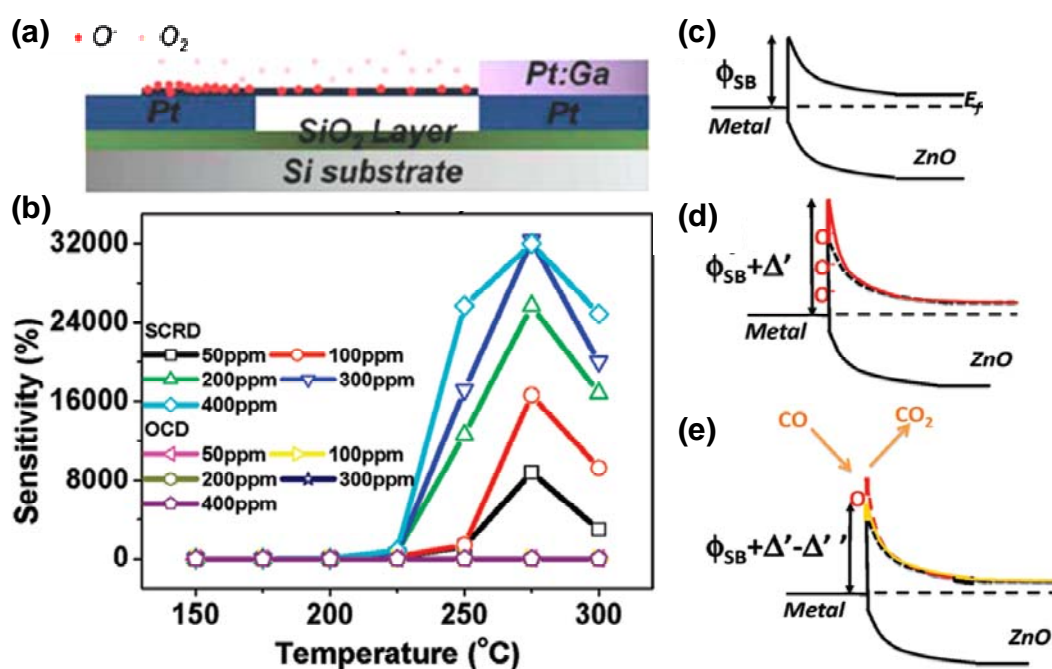 (a)
O⁻ O₂
Pt:Ga
Pt Pt
SiO₂ Layer
Si substrate
(b)
Sensitivity (%)
32000
24000
16000
8000
0
SCRD
50ppm 100ppm
200ppm 300ppm
400ppm
OCD
50ppm 100ppm
200ppm 300ppm
400ppm
150 200 250 300
Temperature (°C)
(c)
ϕSB
Metal
Ef
ZnO
(d)
ϕSB+Δ'
O⁻
O⁻
O⁻
Metal
ZnO
(e)
CO CO₂
O
ϕSB+Δ'-Δ''
Metal
ZnO